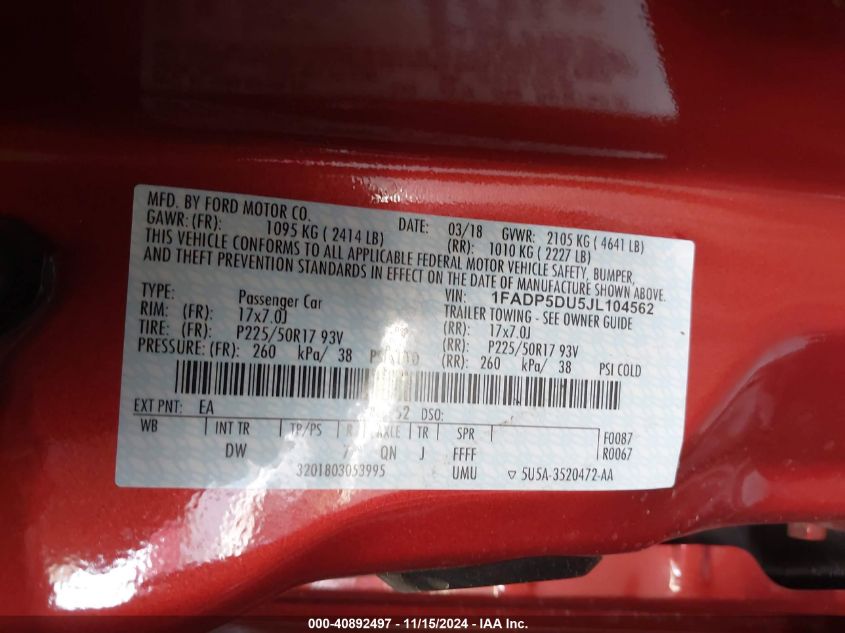 MFD. BY FORD MOTOR CO.
DATE: 03/18 GVWR: 2105 KG ( 4641 LB)
GAWR: (FR): 1095 KG ( 2414 LB) (RR): 1010 KG ( 2227 LB)
THIS VEHICLE CONFORMS TO ALL APPLICABLE FEDERAL MOTOR VEHICLE SAFETY, BUMPER,
AND THEFT PREVENTION STANDARDS IN EFFECT ON THE DATE OF MANUFACTURE SHOWN ABOVE.
VIN: 1FADP5DU5JL104562
TYPE: Passenger Car TRAILER TOWING - SEE OWNER GUIDE
RIM: (FR): 17x7.0J (RR): 17x7.0J
TIRE: (FR): P225/50R17 93V (RR): P225/50R17 93V
PRESSURE: (FR): 260 kPa/ 38 PSI (RR): 260 kPa/ 38 PSI COLD
EXT PNT: EA DSO:
WB INT TR TP/PS R AXLE TR SPR F0087
DW QN J FFFF R0067
3201803053995 UMU ▽ 5U5A-3520472-AA
000-40892497 - 11/15/2024 - IAA Inc.